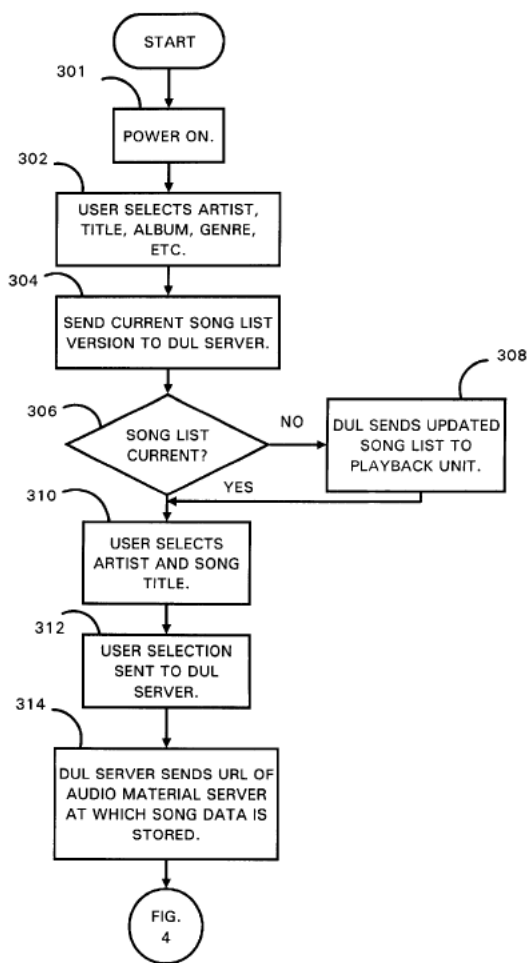 START
301
POWER ON.
302
USER SELECTS ARTIST,
TITLE, ALBUM, GENRE,
ETC.
304
SEND CURRENT SONG LIST
VERSION TO DUL SERVER.
306
SONG LIST
CURRENT?
NO
308
DUL SENDS UPDATED
SONG LIST TO
PLAYBACK UNIT.
YES
310
USER SELECTS
ARTIST AND SONG
TITLE.
312
USER SELECTION
SENT TO DUL
SERVER.
314
DUL SERVER SENDS URL OF
AUDIO MATERIAL SERVER
AT WHICH SONG DATA IS
STORED.
FIG.
4